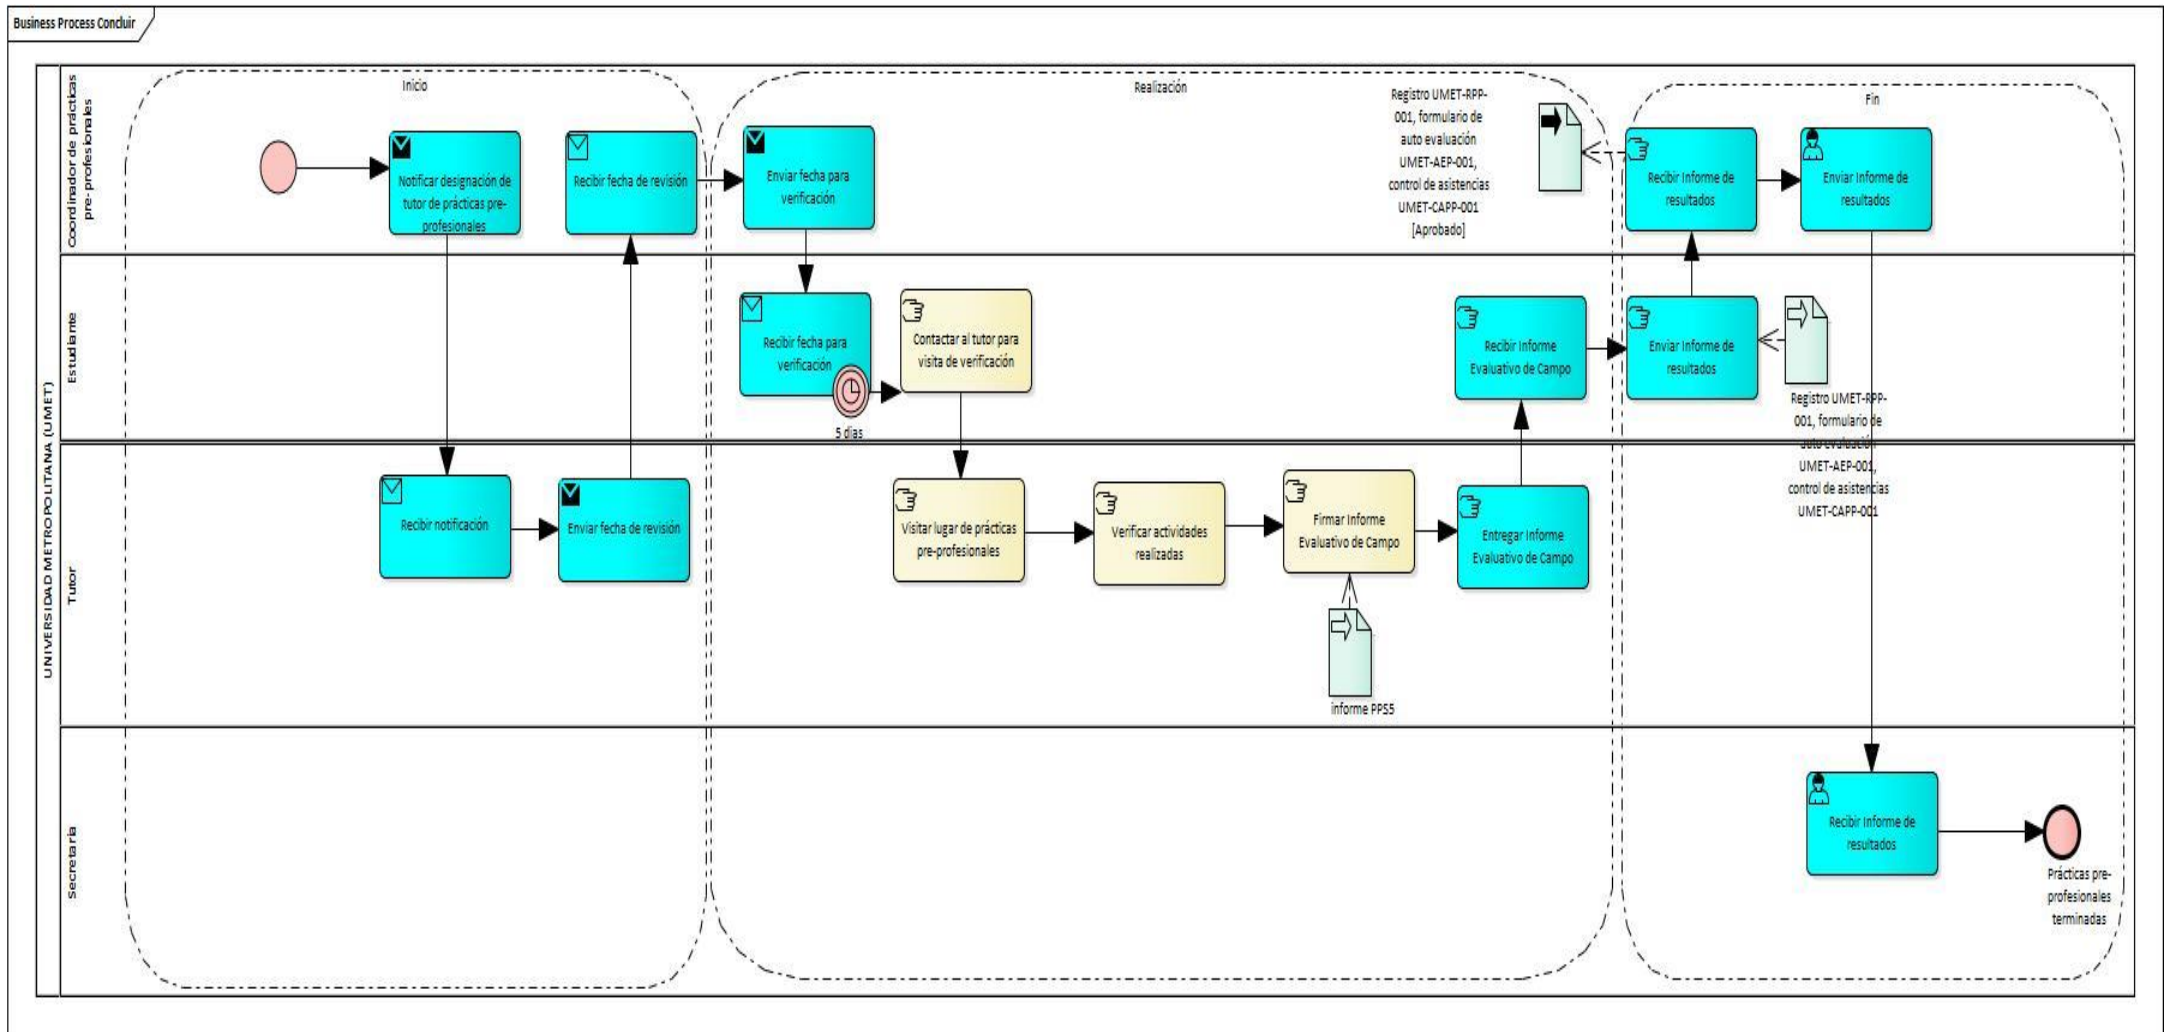 Business Process Concluir
UNIVERSIDAD METROPOLITANA (UMET)
Coordinador de prácticas
pre-profesionales
Inicio
Realización
Fin
Notificar designación de
tutor de prácticas pre-
profesionales
Recibir fecha de revisión
Enviar fecha para
verificación
Registro UMET-RPP-
001, formulario de
auto evaluación
UMET-AEP-001,
control de asistencias
UMET-CAPP-001
[Aprobado]
Recibir Informe de
resultados
Enviar Informe de
resultados
Estudiante
Recibir fecha para
verificación
5 dias
Contactar al tutor para
visita de verificación
Recibir Informe
Evaluativo de Campo
Enviar Informe de
resultados
Registro UMET-RPP-
001, formulario de
auto evaluación
UMET-AEP-001,
control de asistencias
UMET-CAPP-001
Tutor
Recibir notificación
Enviar fecha de revisión
Visitar lugar de prácticas
pre-profesionales
Verificar actividades
realizadas
Firmar Informe
Evaluativo de Campo
informe PPS5
Entregar Informe
Evaluativo de Campo
Secretaria
Recibir Informe de
resultados
Prácticas pre-
profesionales
terminadas